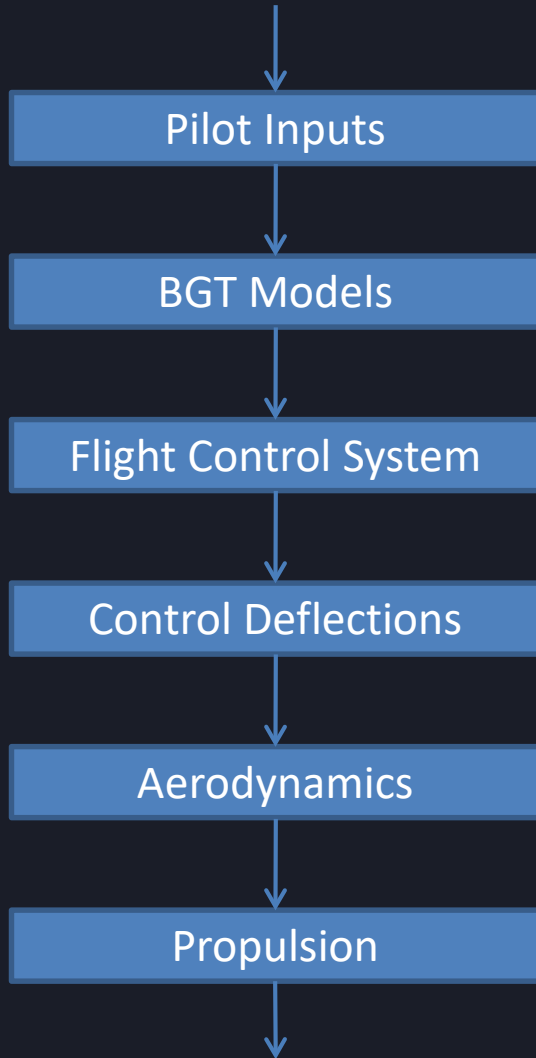 Pilot Inputs
BGT Models
Flight Control System
Control Deflections
Aerodynamics
Propulsion